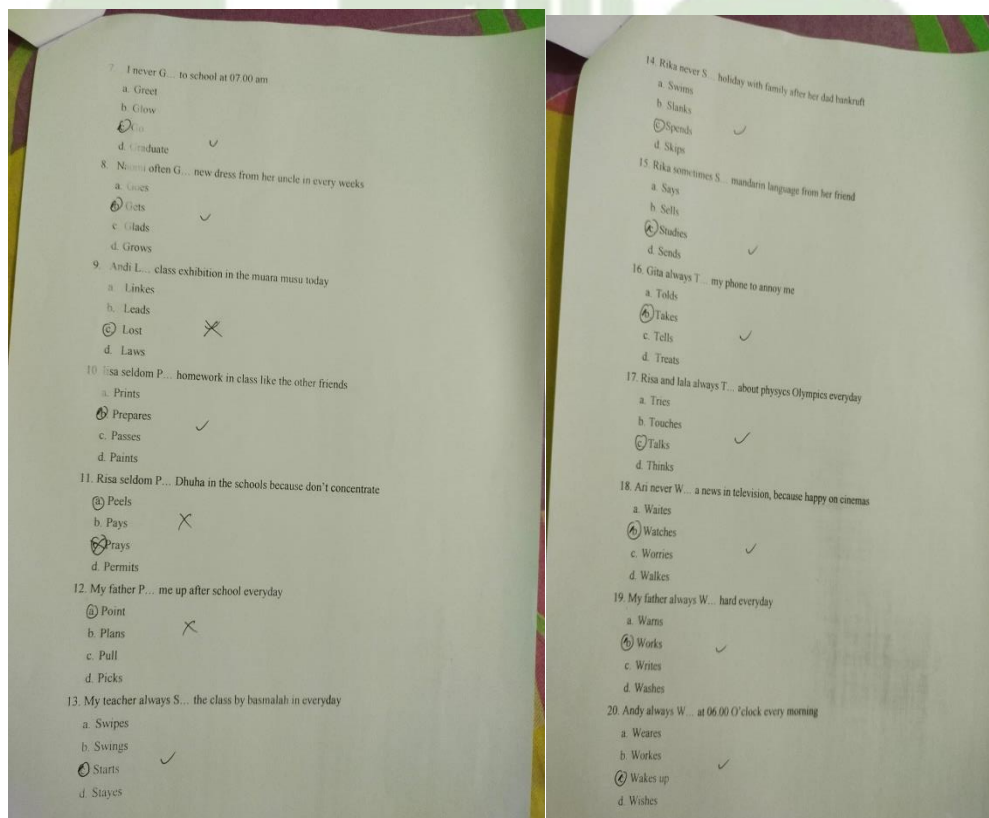 7. I never G... to school at 07.00 am
a. Greet
b. Glow
c. Go
d. Graduate
8. often G... new dress from her uncle in every weeks
a. Goes
b. Gets
c. Glads
d. Grows
9. Andi L... class exhibition in the muara musu today
a. Linkes
b. Leads
c. Lost
d. Laws
10. Risa seldom P... homework in class like the other friends
a. Prints
b. Prepares
c. Passes
d. Paints
11. Risa seldom P... Dhuha in the schools because don't concentrate
a. Peels
b. Pays
c. Prays
d. Permits
12. My father P... me up after school everyday
a. Point
b. Plans
c. Pull
d. Picks
13. My teacher always S... the class by basmalah in everyday
a. Swipes
b. Swings
c. Starts
d. Stayes
14. Rika never S... holiday with family after her dad bankruft
a. Swims
b. Slanks
c. Spends
d. Skips
15. Rika sometimes S... mandarin language from her friend
a. Says
b. Sells
c. Studies
d. Sends
16. Gita always T... my phone to annoy me
a. Tolds
b. Takes
c. Tells
d. Treats
17. Risa and lala always T... about physycs Olympics everyday
a. Tries
b. Touches
c. Talks
d. Thinks
18. Ari never W... a news in television, because happy on cinemas
a. Waites
b. Watches
c. Worries
d. Walkes
19. My father always W... hard everyday
a. Warns
b. Works
c. Writes
d. Washes
20. Andy always W... at 06.00 O'clock every morning
a. Weares
b. Workes
c. Wakes up
d. Wishes